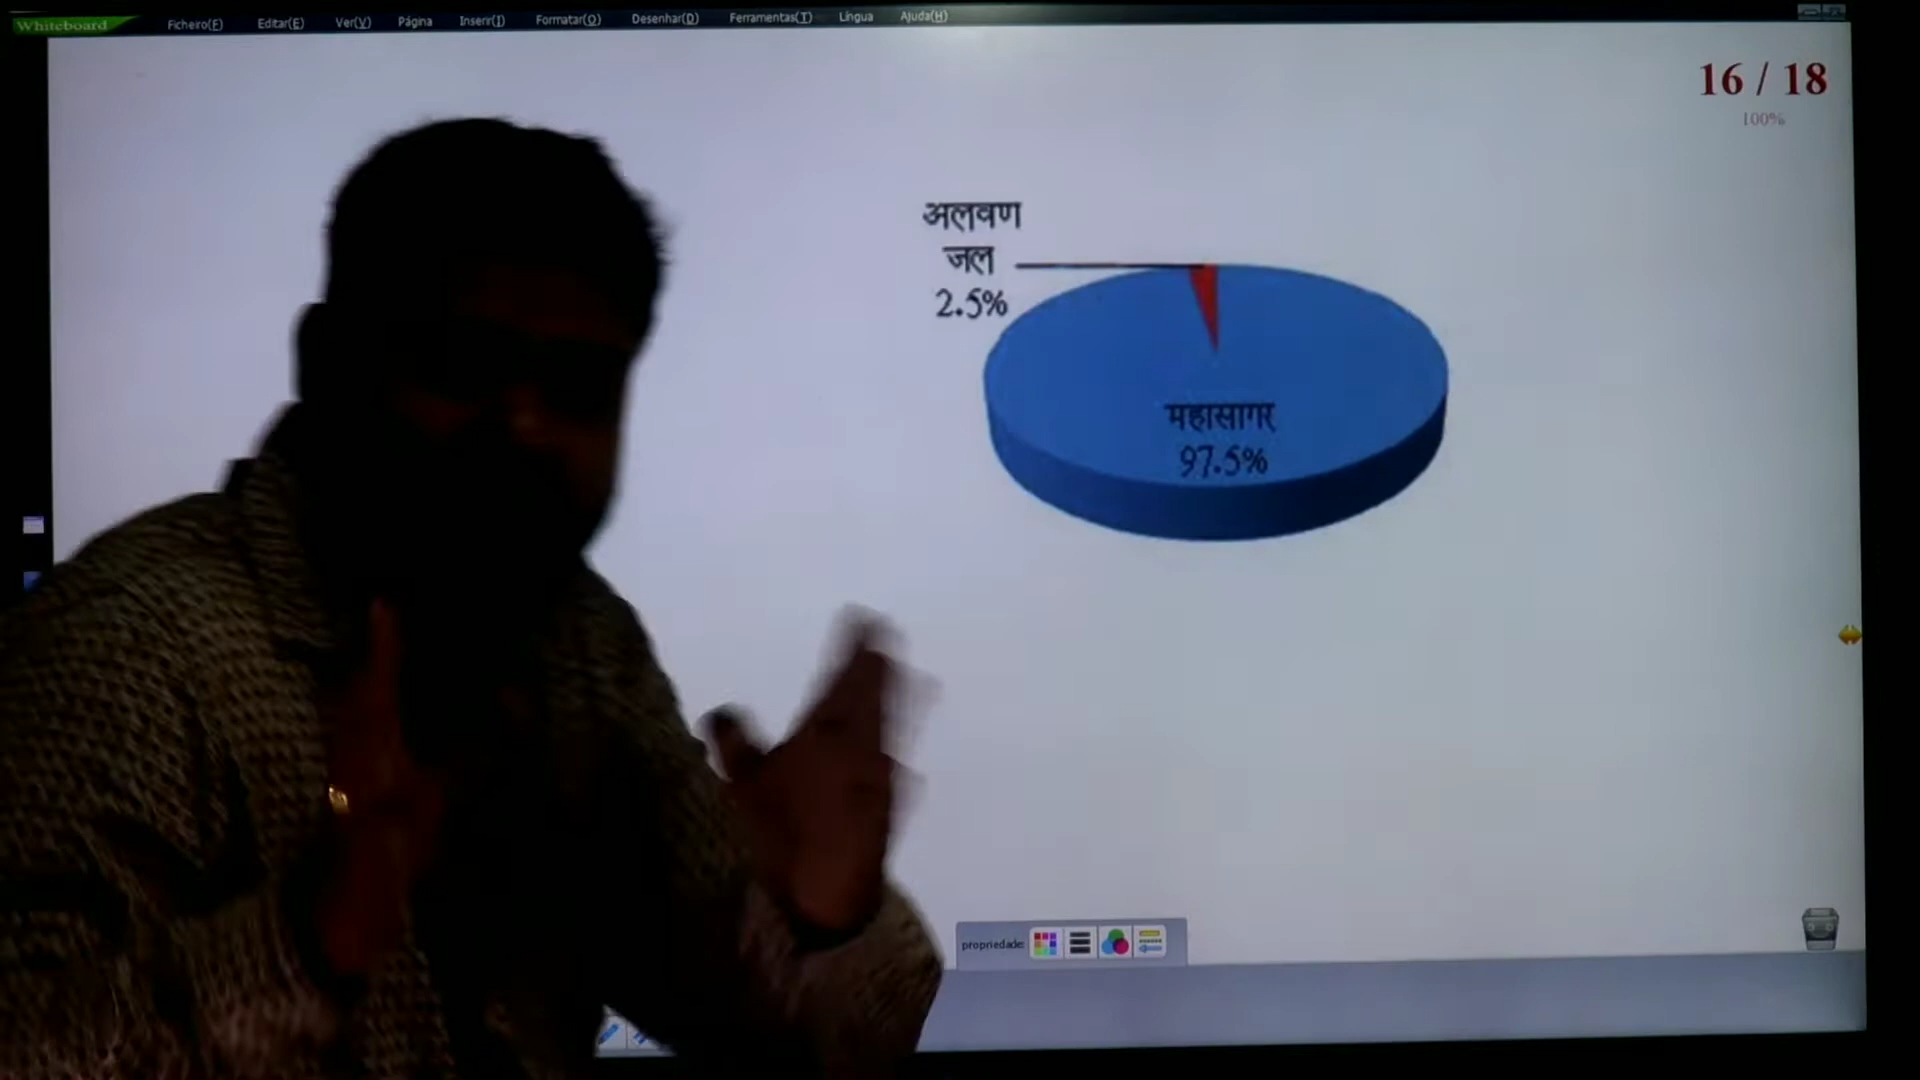 Whiteboard
Ficheiro(F) Editar(E) Ver(V) Página Inserir(I) Formatar(O) Desenhar(D) Ferramentas(T) Língua Ajuda(H)
16 / 18
100%
अलवण
जल
2.5%
महासागर
97.5%
propriedade: